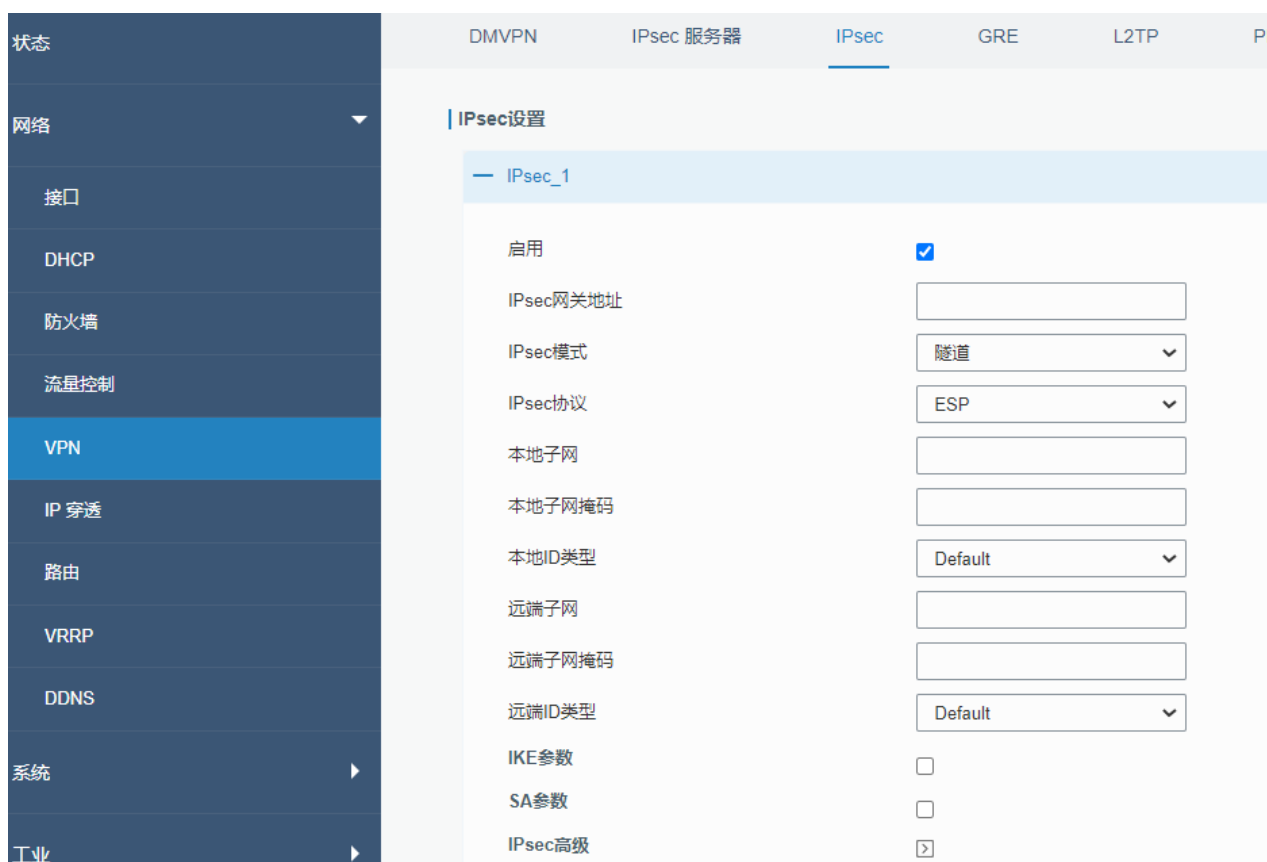 状态
网络
接口
DHCP
防火墙
流量控制
VPN
IP 穿透
路由
VRRP
DDNS
系统
工业
DMVPN IPsec 服务器 IPsec GRE L2TP P
IPsec设置
IPsec_1
启用
IPsec网关地址
IPsec模式 隧道
IPsec协议 ESP
本地子网
本地子网掩码
本地ID类型 Default
远端子网
远端子网掩码
远端ID类型 Default
IKE参数
SA参数
IPsec高级